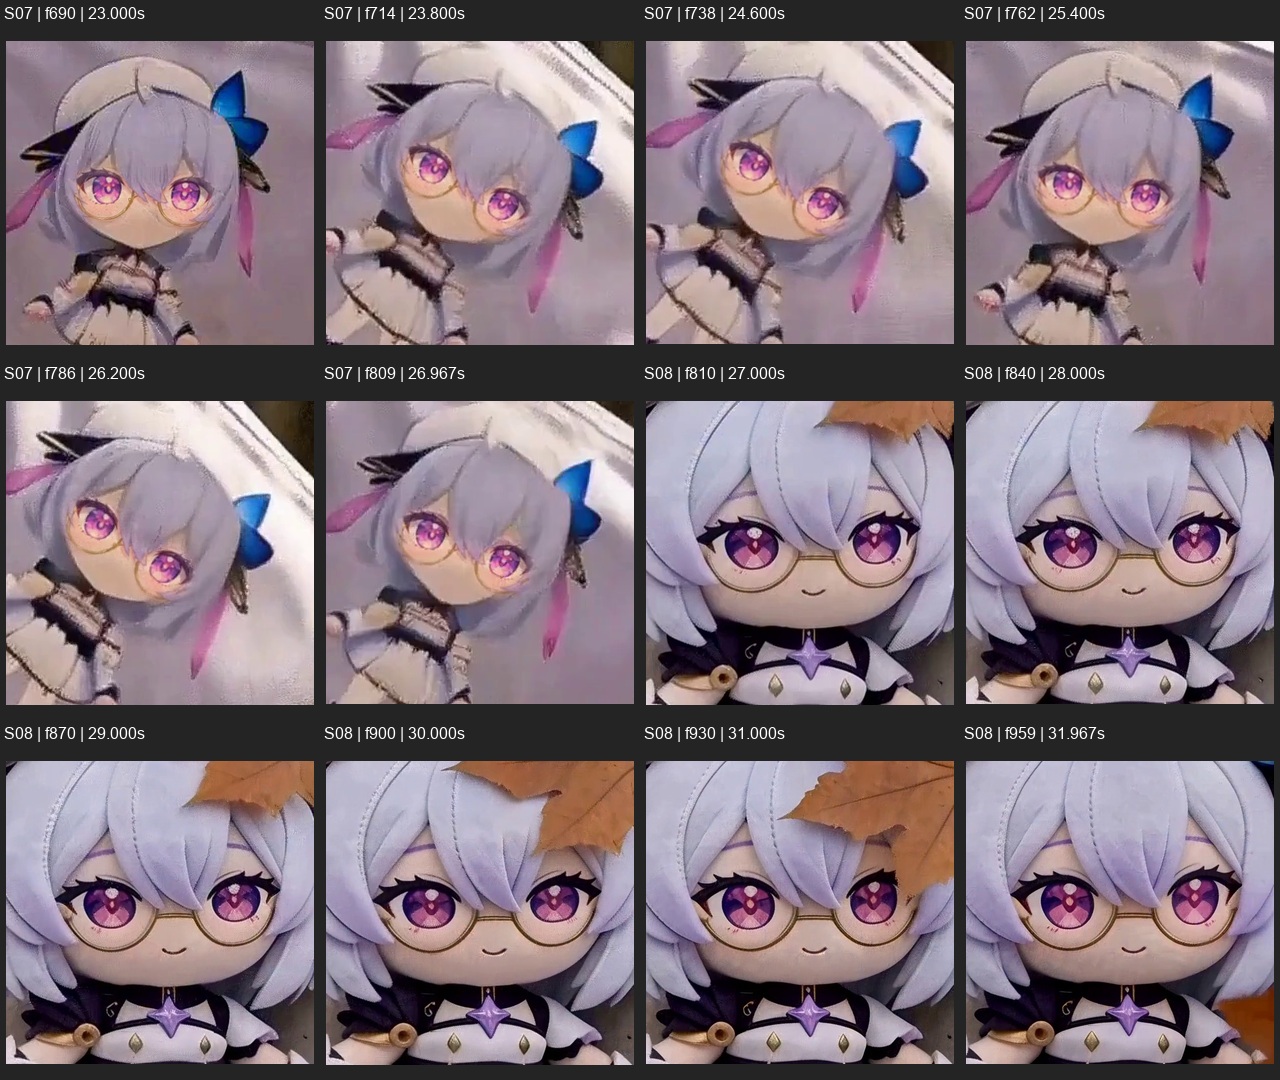 S07 | f690 | 23.000s
S07 | f714 | 23.800s
S07 | f738 | 24.600s
S07 | f762 | 25.400s
S07 | f786 | 26.200s
S07 | f809 | 26.967s
S08 | f810 | 27.000s
S08 | f840 | 28.000s
S08 | f870 | 29.000s
S08 | f900 | 30.000s
S08 | f930 | 31.000s
S08 | f959 | 31.967s